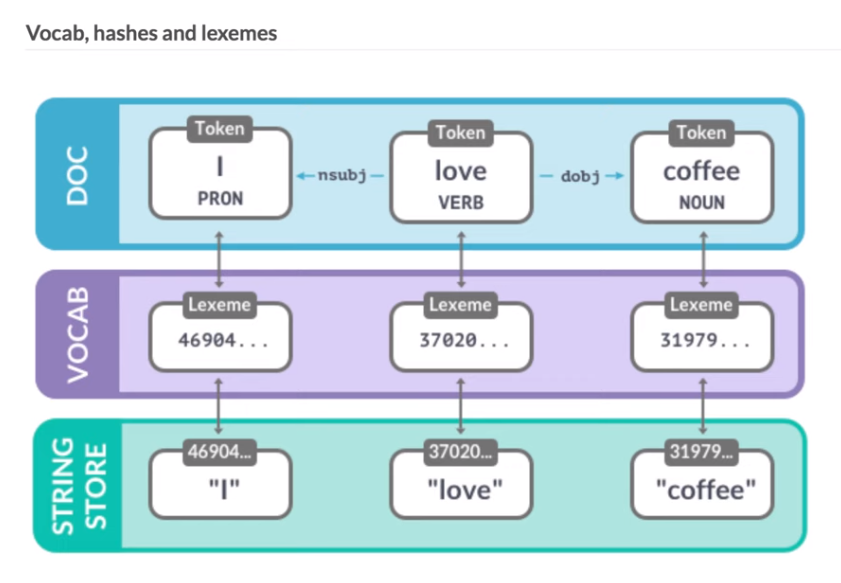 Vocab, hashes and lexemes
DOC
Token Token Token
I love coffee
←nsubj— — dobj→
PRON VERB NOUN
VOCAB
Lexeme Lexeme Lexeme
46904... 37020... 31979...
STRING
STORE
46904... 37020... 31979...
"I" "love" "coffee"